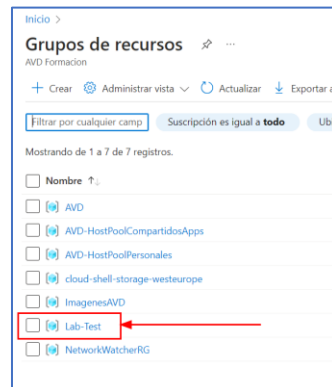 Inicio >
Grupos de recursos
AVD Formacion
Crear Administrar vista Actualizar Exportar a
Filtrar por cualquier camp Suscripción es igual a todo Ubi
Mostrando de 1 a 7 de 7 registros.
Nombre ↑↓
AVD
AVD-HostPoolCompartidosApps
AVD-HostPoolPersonales
cloud-shell-storage-westeurope
ImagenesAVD
Lab-Test
NetworkWatcherRG